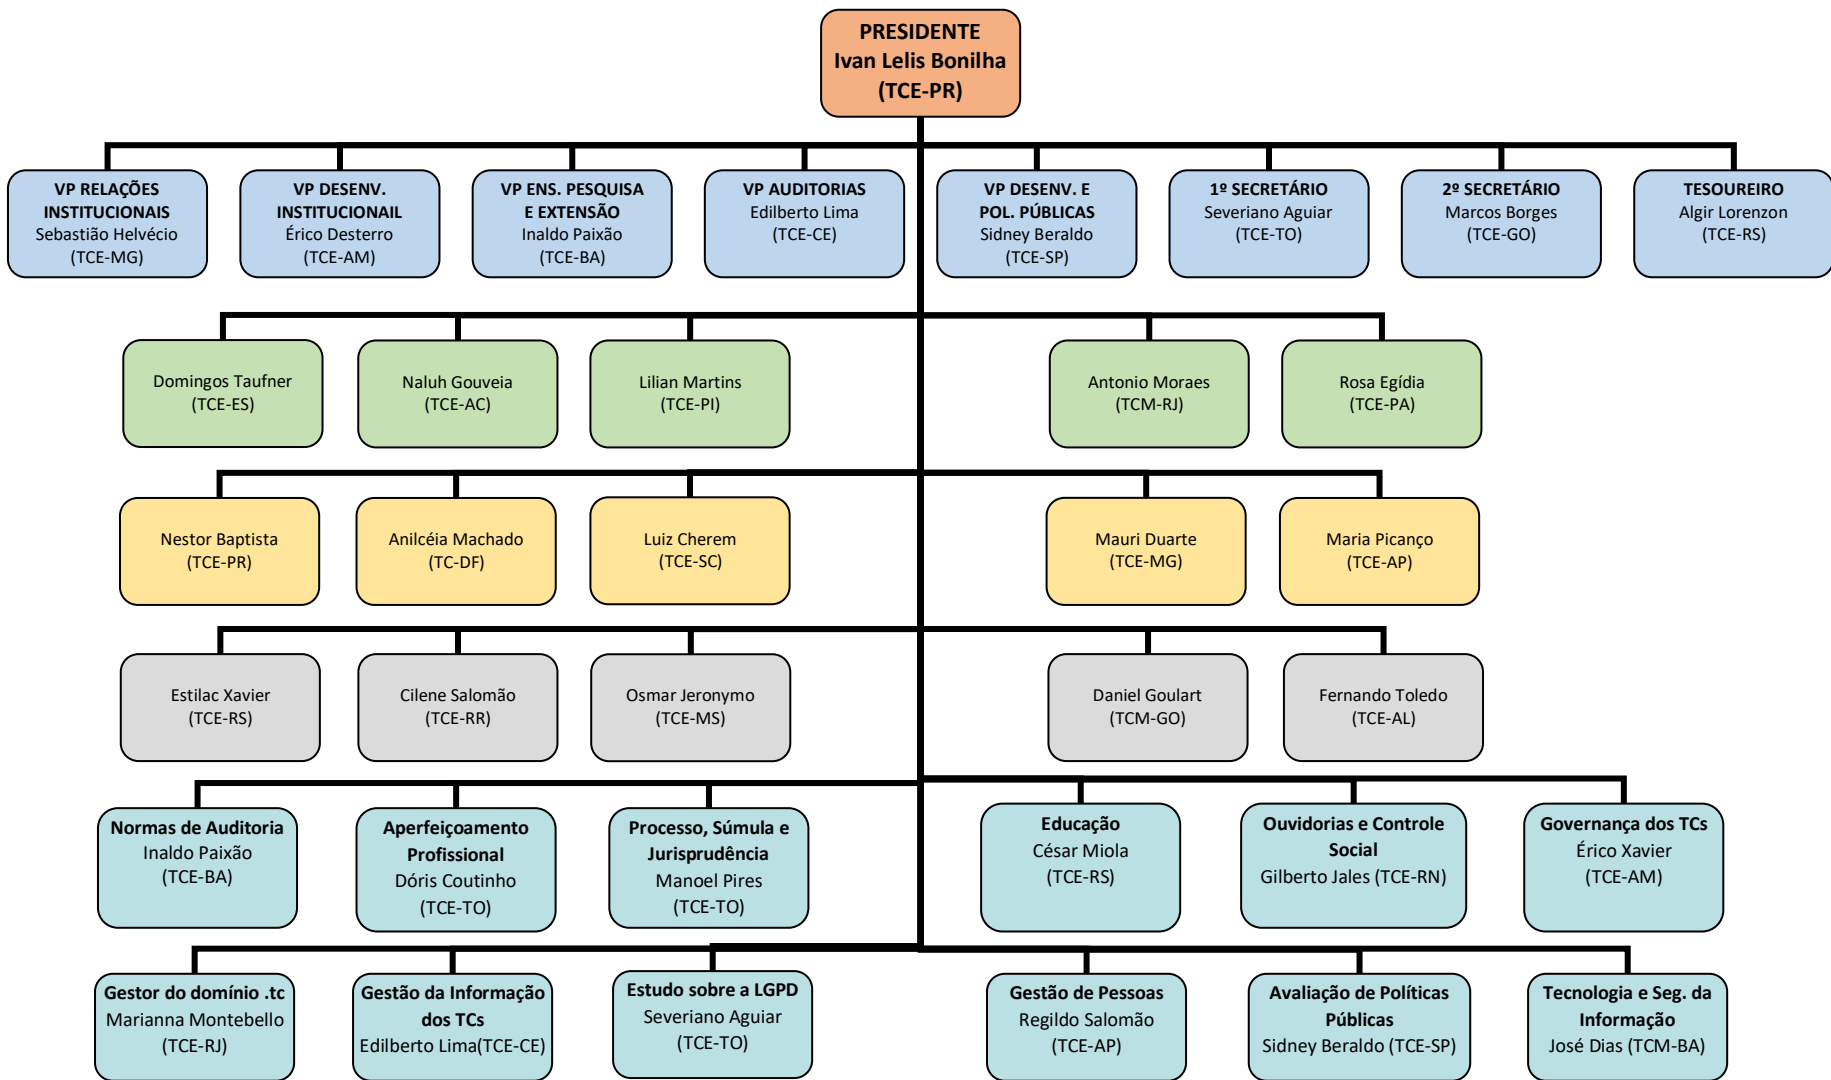 PRESIDENTE
Ivan Lelis Bonilha
(TCE-PR)
VP RELAÇÕES
INSTITUCIONAIS
Sebastião Helvécio
(TCE-MG)
VP DESENV.
INSTITUCIONAIL
Érico Desterro
(TCE-AM)
VP ENS. PESQUISA
E EXTENSÃO
Inaldo Paixão
(TCE-BA)
VP AUDITORIAS
Edilberto Lima
(TCE-CE)
VP DESENV. E
POL. PÚBLICAS
Sidney Beraldo
(TCE-SP)
1º SECRETÁRIO
Severiano Aguiar
(TCE-TO)
2º SECRETÁRIO
Marcos Borges
(TCE-GO)
TESOUREIRO
Algir Lorenzon
(TCE-RS)
Domingos Taufner
(TCE-ES)
Naluh Gouveia
(TCE-AC)
Lilian Martins
(TCE-PI)
Antonio Moraes
(TCM-RJ)
Rosa Egídia
(TCE-PA)
Nestor Baptista
(TCE-PR)
Anilcéia Machado
(TC-DF)
Luiz Cherem
(TCE-SC)
Mauri Duarte
(TCE-MG)
Maria Picanço
(TCE-AP)
Estilac Xavier
(TCE-RS)
Cilene Salomão
(TCE-RR)
Osmar Jeronymo
(TCE-MS)
Daniel Goulart
(TCM-GO)
Fernando Toledo
(TCE-AL)
Normas de Auditoria
Inaldo Paixão
(TCE-BA)
Aperfeiçoamento
Profissional
Dóris Coutinho
(TCE-TO)
Processo, Súmula e
Jurisprudência
Manoel Pires
(TCE-TO)
Educação
César Miola
(TCE-RS)
Ouvidorias e Controle
Social
Gilberto Jales (TCE-RN)
Governança dos TCs
Érico Xavier
(TCE-AM)
Gestor do domínio .tc
Marianna Montebello
(TCE-RJ)
Gestão da Informação
dos TCs
Edilberto Lima(TCE-CE)
Estudo sobre a LGPD
Severiano Aguiar
(TCE-TO)
Gestão de Pessoas
Regildo Salomão
(TCE-AP)
Avaliação de Políticas
Públicas
Sidney Beraldo (TCE-SP)
Tecnologia e Seg. da
Informação
José Dias (TCM-BA)